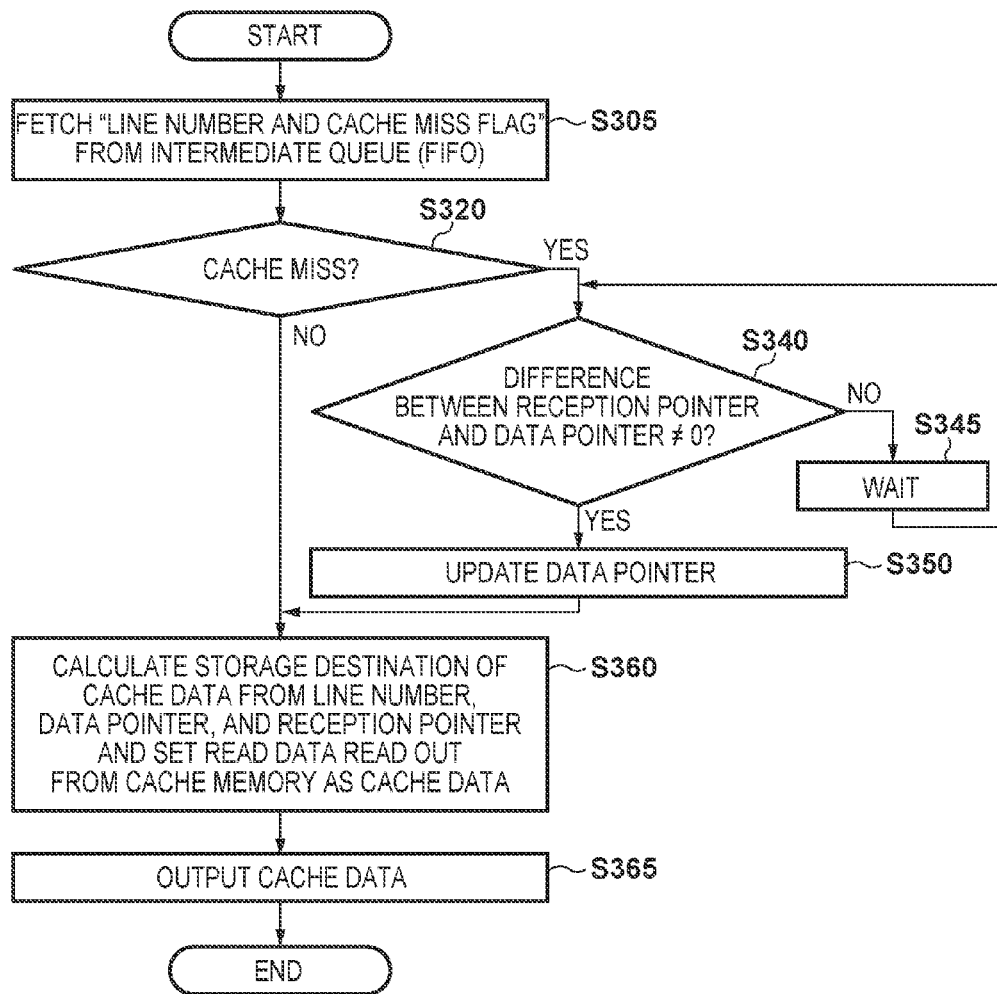 START
FETCH “LINE NUMBER AND CACHE MISS FLAG”
FROM INTERMEDIATE QUEUE (FIFO)
S305
S320
CACHE MISS?
YES
NO
S340
DIFFERENCE
BETWEEN RECEPTION POINTER
AND DATA POINTER ≠ 0?
NO
S345
WAIT
YES
UPDATE DATA POINTER
S350
CALCULATE STORAGE DESTINATION OF
CACHE DATA FROM LINE NUMBER,
DATA POINTER, AND RECEPTION POINTER
AND SET READ DATA READ OUT
FROM CACHE MEMORY AS CACHE DATA
S360
OUTPUT CACHE DATA
S365
END